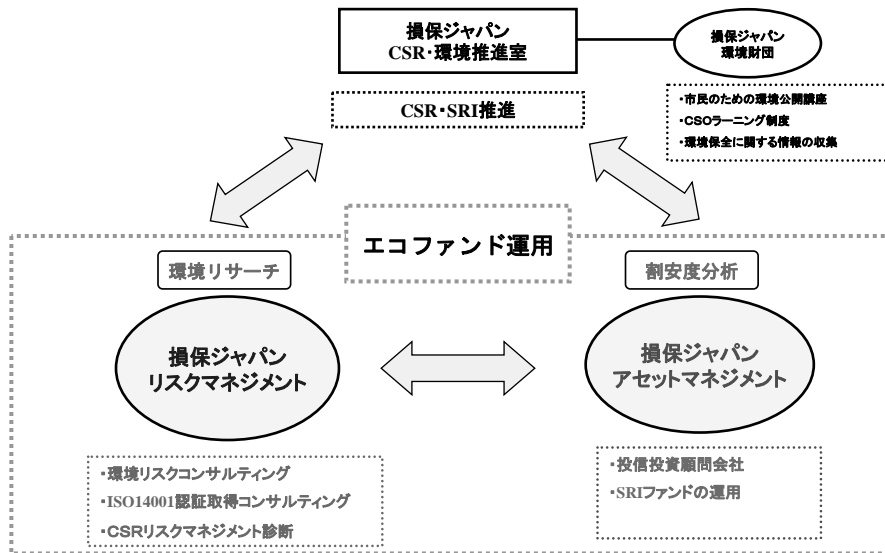 損保ジャパン
CSR・環境推進室
損保ジャパン
環境財団
・市民のための環境公開講座
・CSOラーニング制度
・環境保全に関する情報の収集
CSR・SRI推進
エコファンド運用
環境リサーチ
割安度分析
損保ジャパン
リスクマネジメント
損保ジャパン
アセットマネジメント
・環境リスクコンサルティング
・ISO14001認証取得コンサルティング
・CSRリスクマネジメント診断
・投信投資顧問会社
・SRIファンドの運用